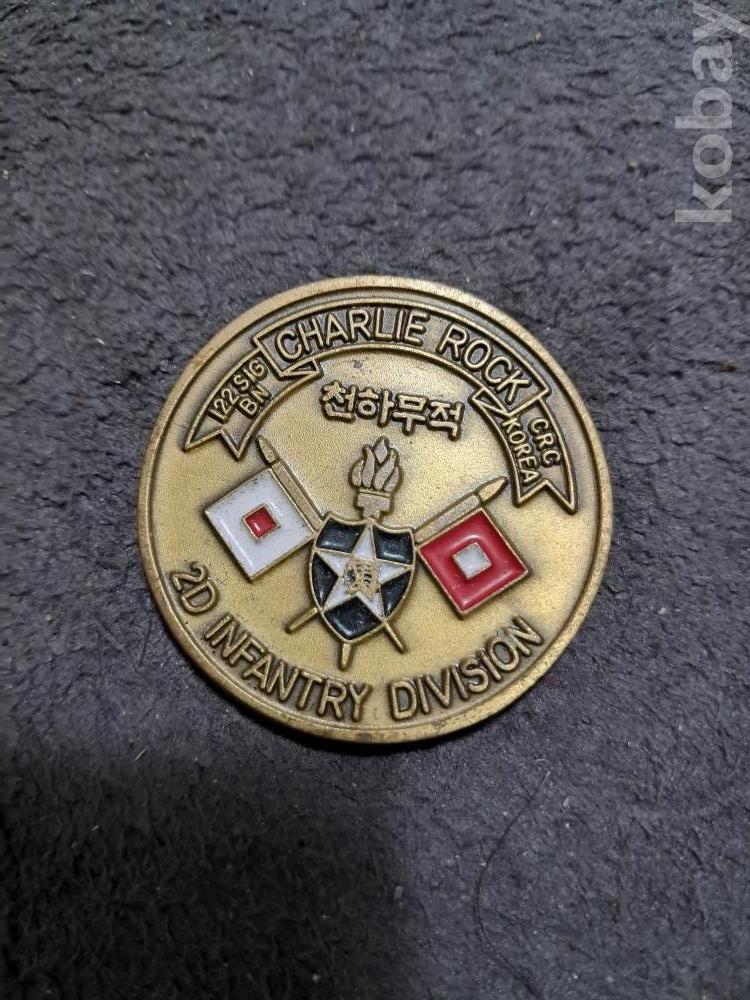 kobay
CHARLIE ROCK
122 SIG
BN
CRC
KOREA
천하무적
2D INFANTRY DIVISION